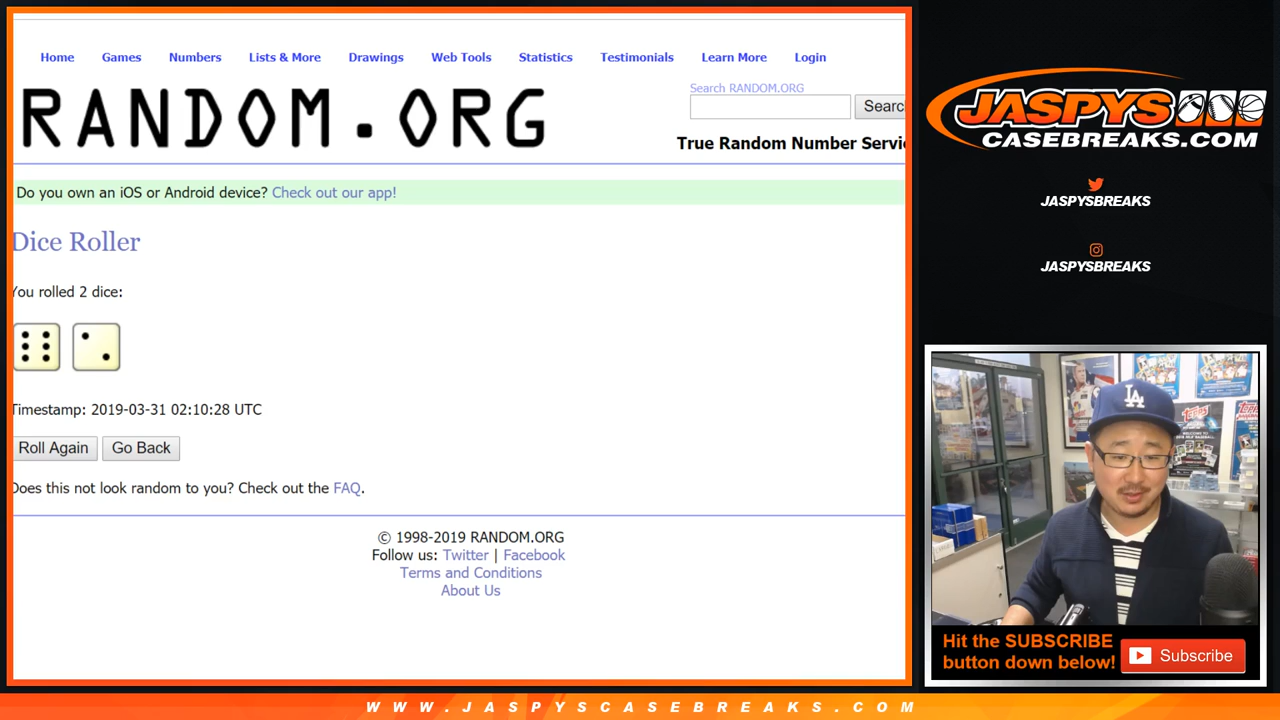 Home Games Numbers Lists & More Drawings Web Tools Statistics Testimonials Learn More Login
Search RANDOM.ORG
RANDOM.ORG
Searc
True Random Number Servi
Do you own an iOS or Android device? Check out our app!
Dice Roller
You rolled 2 dice:
Timestamp: 2019-03-31 02:10:28 UTC
Roll Again Go Back
Does this not look random to you? Check out the FAQ.
© 1998-2019 RANDOM.ORG
Follow us: Twitter | Facebook
Terms and Conditions
About Us
JASPYS
CASEBREAKS.COM
JASPYSBREAKS
JASPYSBREAKS
LA
Topps
Hit the SUBSCRIBE
button down below!
Subscribe
WWW.JASPYSCASEBREAKS.COM